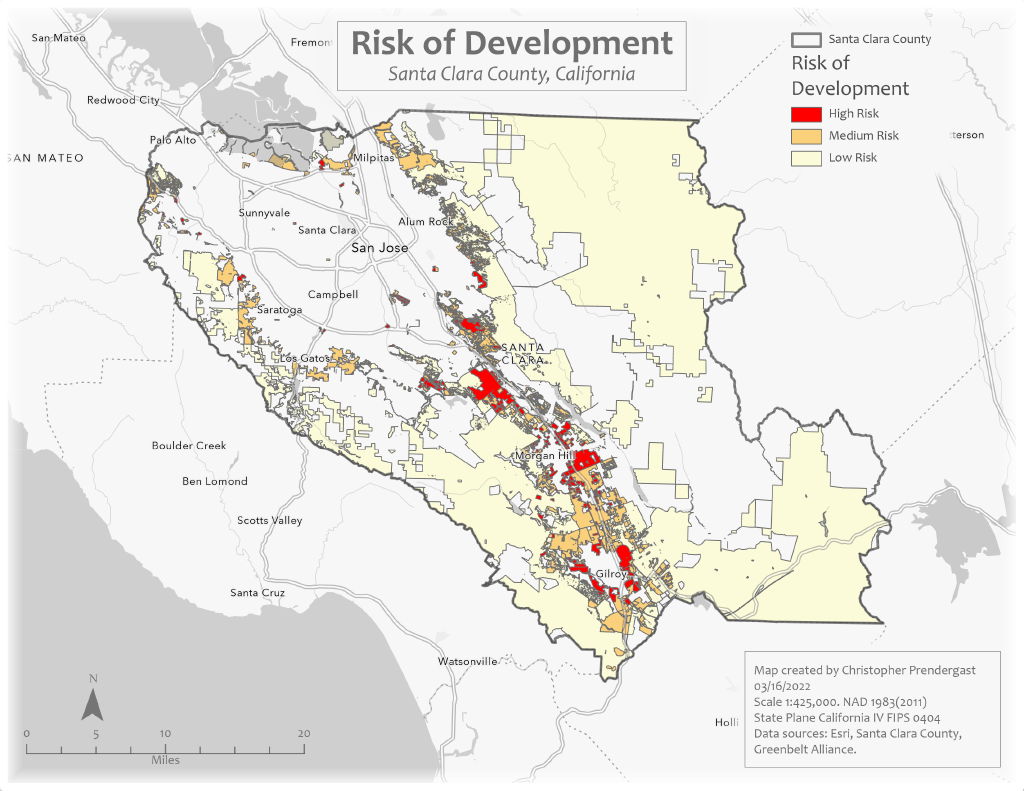 Risk of Development
Santa Clara County, California
Santa Clara County
Risk of
Development
High Risk
Medium Risk
Low Risk
San Mateo
Fremont
Redwood City
Palo Alto
SAN MATEO
Milpitas
terson
Sunnyvale
Alum Rock
Santa Clara
San Jose
Campbell
Saratoga
SANTA
CLARA
Los Gatos
Boulder Creek
Morgan Hill
Ben Lomond
Scotts Valley
Gilroy
Santa Cruz
Watsonville
Holli
N
0 5 10 20
Miles
Map created by Christopher Prendergast
03/16/2022
Scale 1:425,000. NAD 1983(2011)
State Plane California IV FIPS 0404
Data sources: Esri, Santa Clara County,
Greenbelt Alliance.